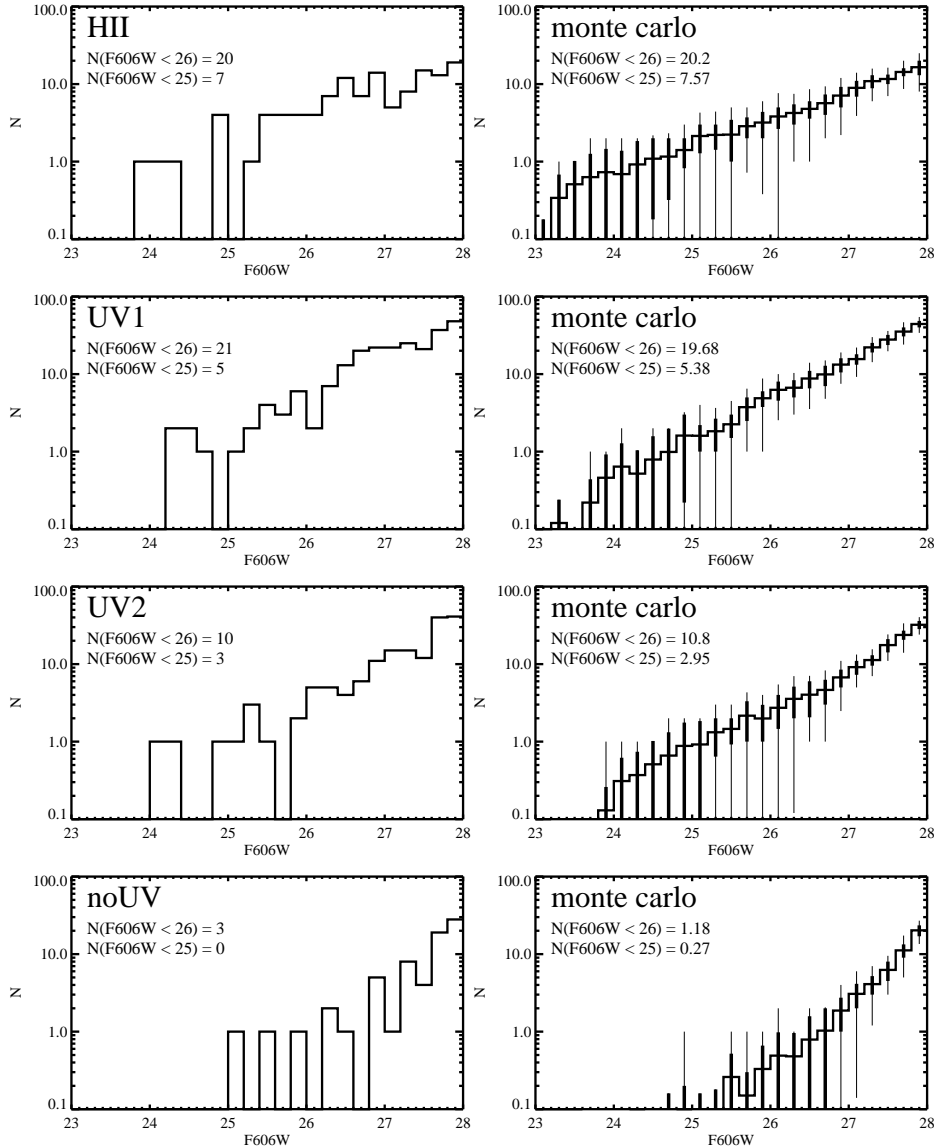 HII
N(F606W < 26) = 20
N(F606W < 25) = 7
100.0
10.0
1.0
0.1
N
23 24 25 26 27 28
F606W
monte carlo
N(F606W < 26) = 20.2
N(F606W < 25) = 7.57
100.0
10.0
1.0
0.1
N
23 24 25 26 27 28
F606W
UV1
N(F606W < 26) = 21
N(F606W < 25) = 5
100.0
10.0
1.0
0.1
N
23 24 25 26 27 28
F606W
monte carlo
N(F606W < 26) = 19.68
N(F606W < 25) = 5.38
100.0
10.0
1.0
0.1
N
23 24 25 26 27 28
F606W
UV2
N(F606W < 26) = 10
N(F606W < 25) = 3
100.0
10.0
1.0
0.1
N
23 24 25 26 27 28
F606W
monte carlo
N(F606W < 26) = 10.8
N(F606W < 25) = 2.95
100.0
10.0
1.0
0.1
N
23 24 25 26 27 28
F606W
noUV
N(F606W < 26) = 3
N(F606W < 25) = 0
100.0
10.0
1.0
0.1
N
23 24 25 26 27 28
F606W
monte carlo
N(F606W < 26) = 1.18
N(F606W < 25) = 0.27
100.0
10.0
1.0
0.1
N
23 24 25 26 27 28
F606W